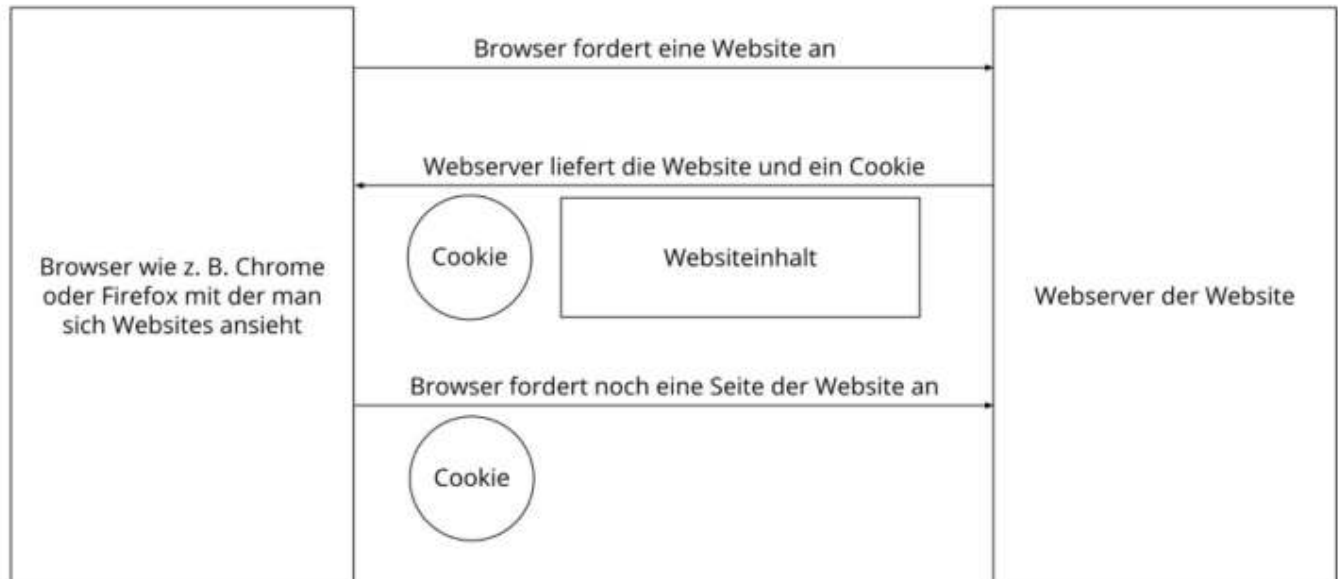 Browser fordert eine Website an
Webserver liefert die Website und ein Cookie
Cookie
Websiteinhalt
Browser wie z. B. Chrome
oder Firefox mit der man
sich Websites ansieht
Webserver der Website
Browser fordert noch eine Seite der Website an
Cookie